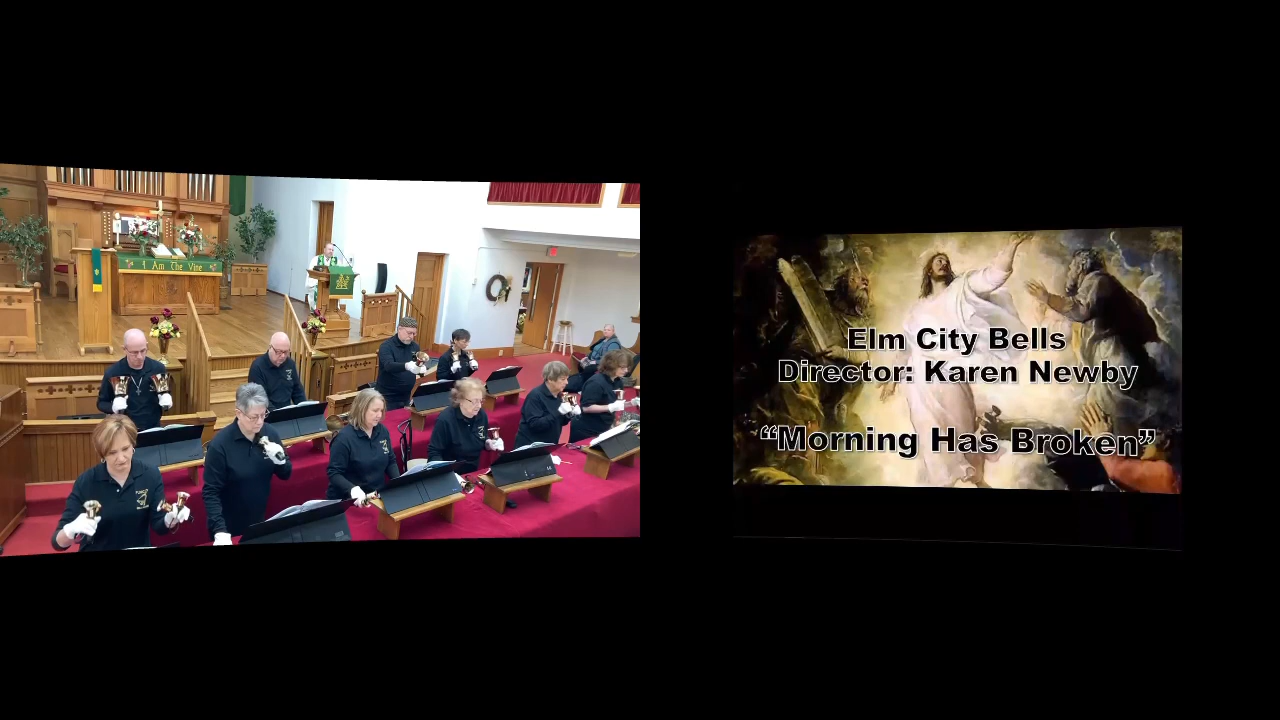 I Am The Vine
Elm City Bells
Director: Karen Newby
“Morning Has Broken”